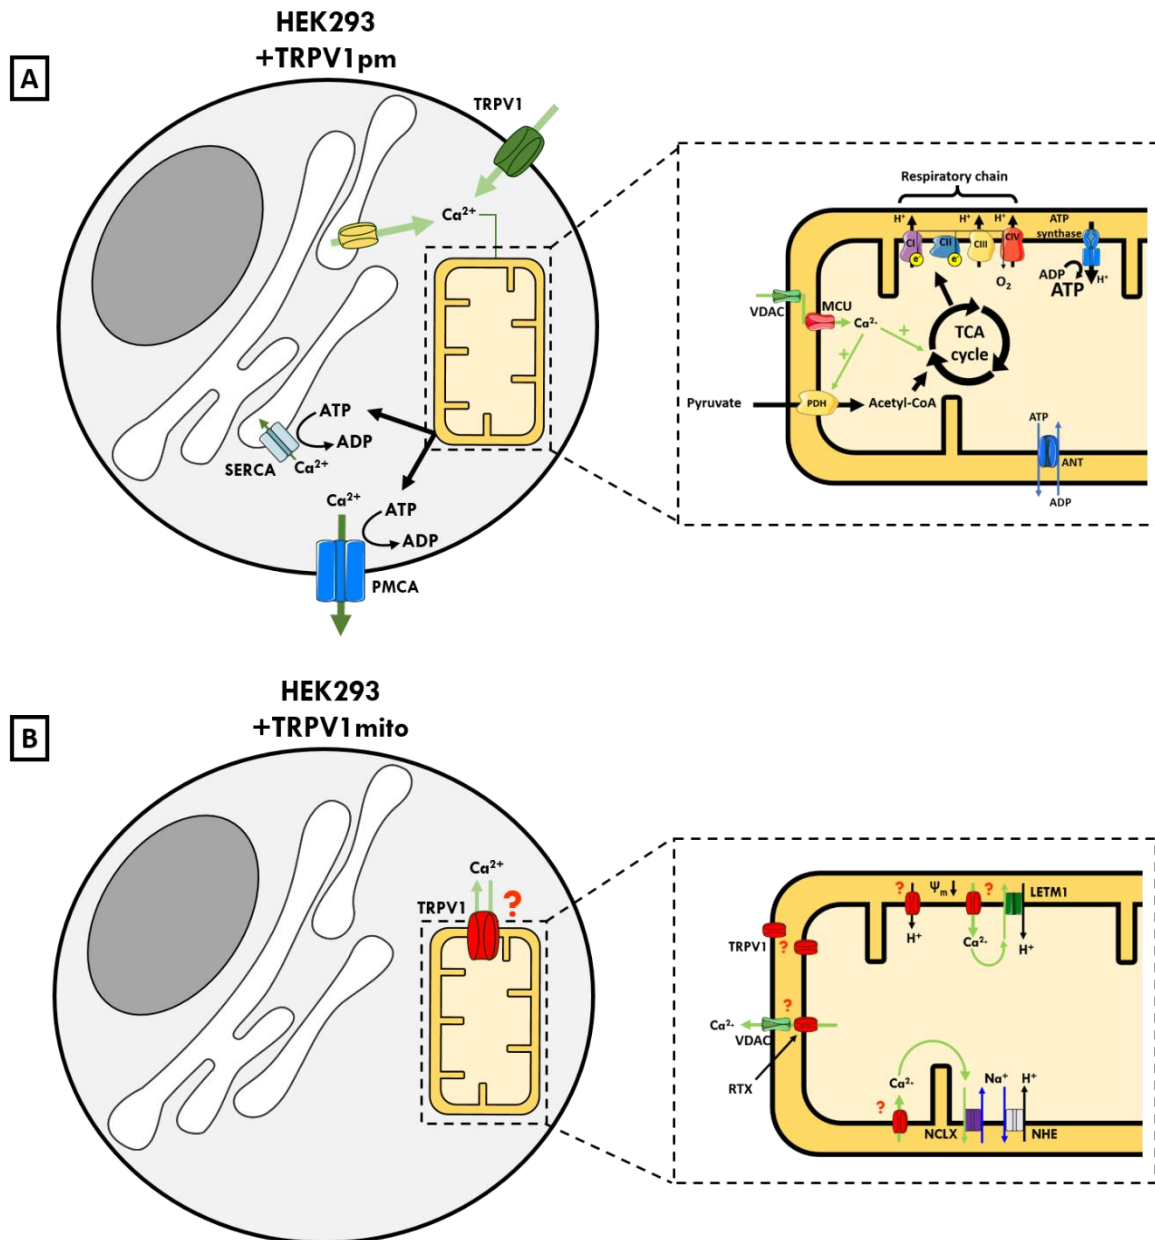 HEK293
+TRPV1pm
A
TRPV1
Ca²⁺
ATP
ADP
SERCA
Ca²⁺
Ca²⁺
ATP
ADP
PMCA
Respiratory chain
H⁺
H⁺
H⁺
ATP
synthase
CI
CII
CIII
CIV
e⁻
e⁻
O₂
ADP
ATP
H⁺
VDAC
MCU
Ca²·
+
+
TCA
cycle
Pyruvate
PDH
Acetyl-CoA
ATP
ANT
ADP
HEK293
+TRPV1mito
B
Ca²⁺
TRPV1
?
?
Ψm
?
LETM1
H⁺
Ca²·
H⁺
TRPV1
?
?
Ca²·
VDAC
RTX
Ca²·
Na⁺
H⁺
?
NCLX
NHE